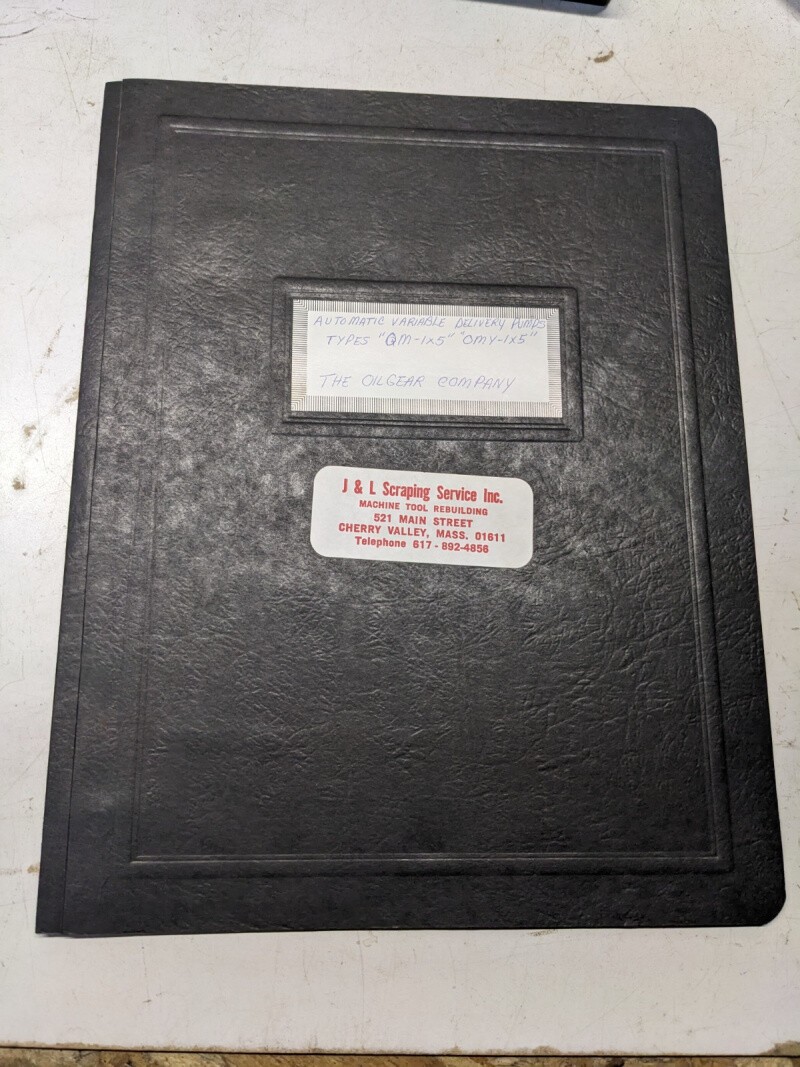 AUTOMATIC VARIABLE DELIVERY PUMPS
TYPES "QM-1x5" "OMY-1x5"
THE OILGEAR COMPANY
J & L Scraping Service Inc.
MACHINE TOOL REBUILDING
521 MAIN STREET
CHERRY VALLEY, MASS. 01611
Telephone 617 - 892-4856